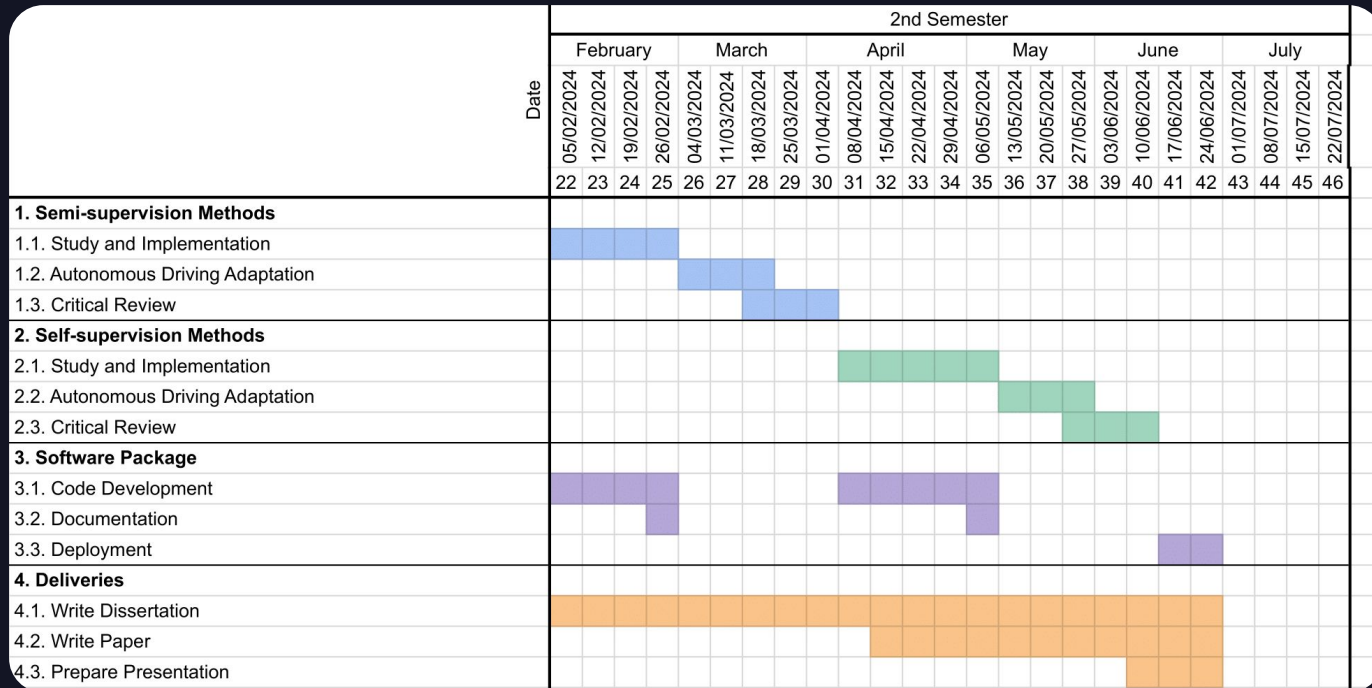 2nd Semester
February March April May June July
Date
05/02/2024 12/02/2024 19/02/2024 26/02/2024 04/03/2024 11/03/2024 18/03/2024 25/03/2024 01/04/2024 08/04/2024 15/04/2024 22/04/2024 29/04/2024 06/05/2024 13/05/2024 20/05/2024 27/05/2024 03/06/2024 10/06/2024 17/06/2024 24/06/2024 01/07/2024 08/07/2024 15/07/2024 22/07/2024
22 23 24 25 26 27 28 29 30 31 32 33 34 35 36 37 38 39 40 41 42 43 44 45 46
1. Semi-supervision Methods
1.1. Study and Implementation
1.2. Autonomous Driving Adaptation
1.3. Critical Review
2. Self-supervision Methods
2.1. Study and Implementation
2.2. Autonomous Driving Adaptation
2.3. Critical Review
3. Software Package
3.1. Code Development
3.2. Documentation
3.3. Deployment
4. Deliveries
4.1. Write Dissertation
4.2. Write Paper
4.3. Prepare Presentation